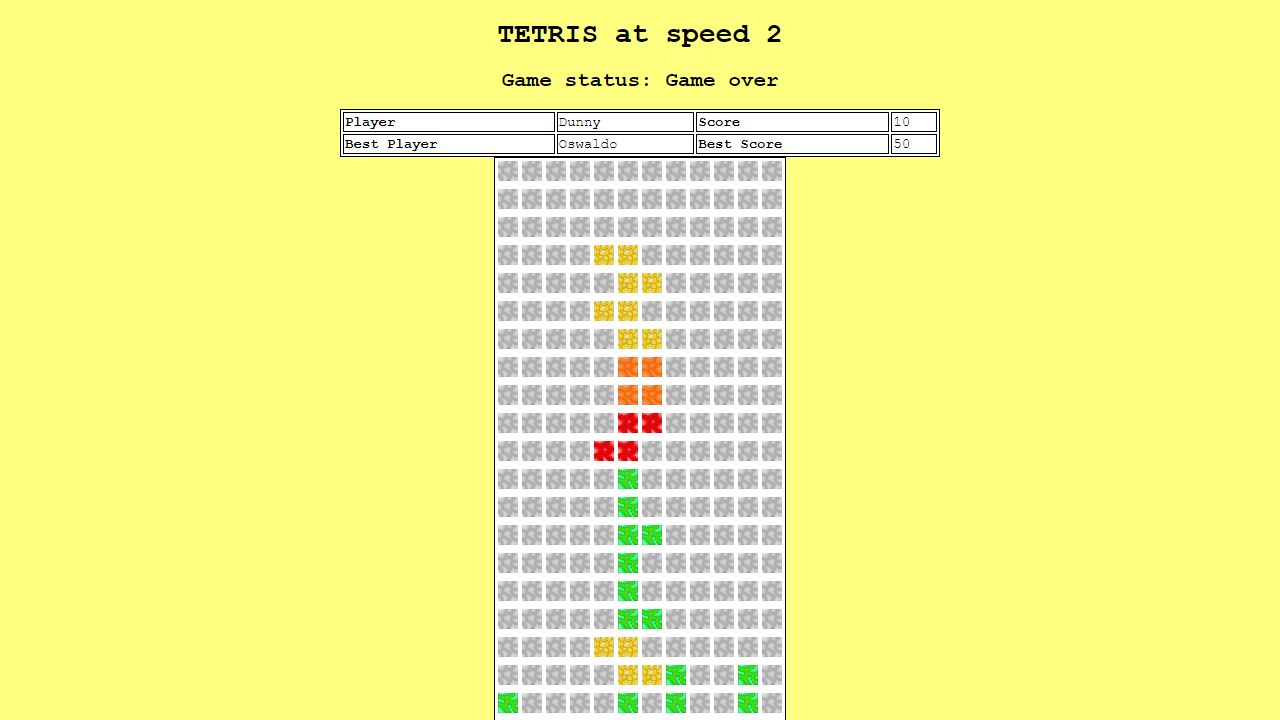 TETRIS at speed 2
Game status: Game over
Player Dunny Score 10
Best Player Oswaldo Best Score 50